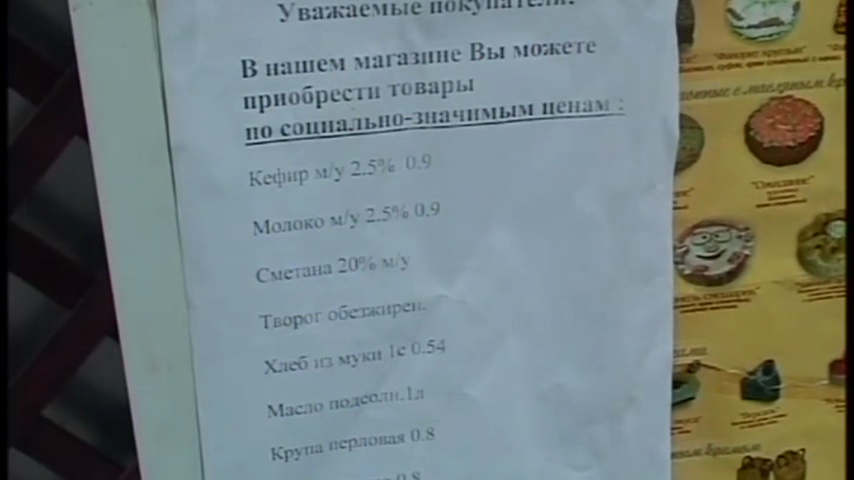 Уважаемые покупатели!
В нашем магазине Вы можете
приобрести товары
по социально-значимым ценам :
Кефир м/у 2.5% 0.9
Молоко м/у 2.5% 0.9
Сметана 20% м/у
Творог обезжирен.
Хлеб из муки 1с 0.54
Масло подсолн.1л
Крупа перловая 0.8
0.8